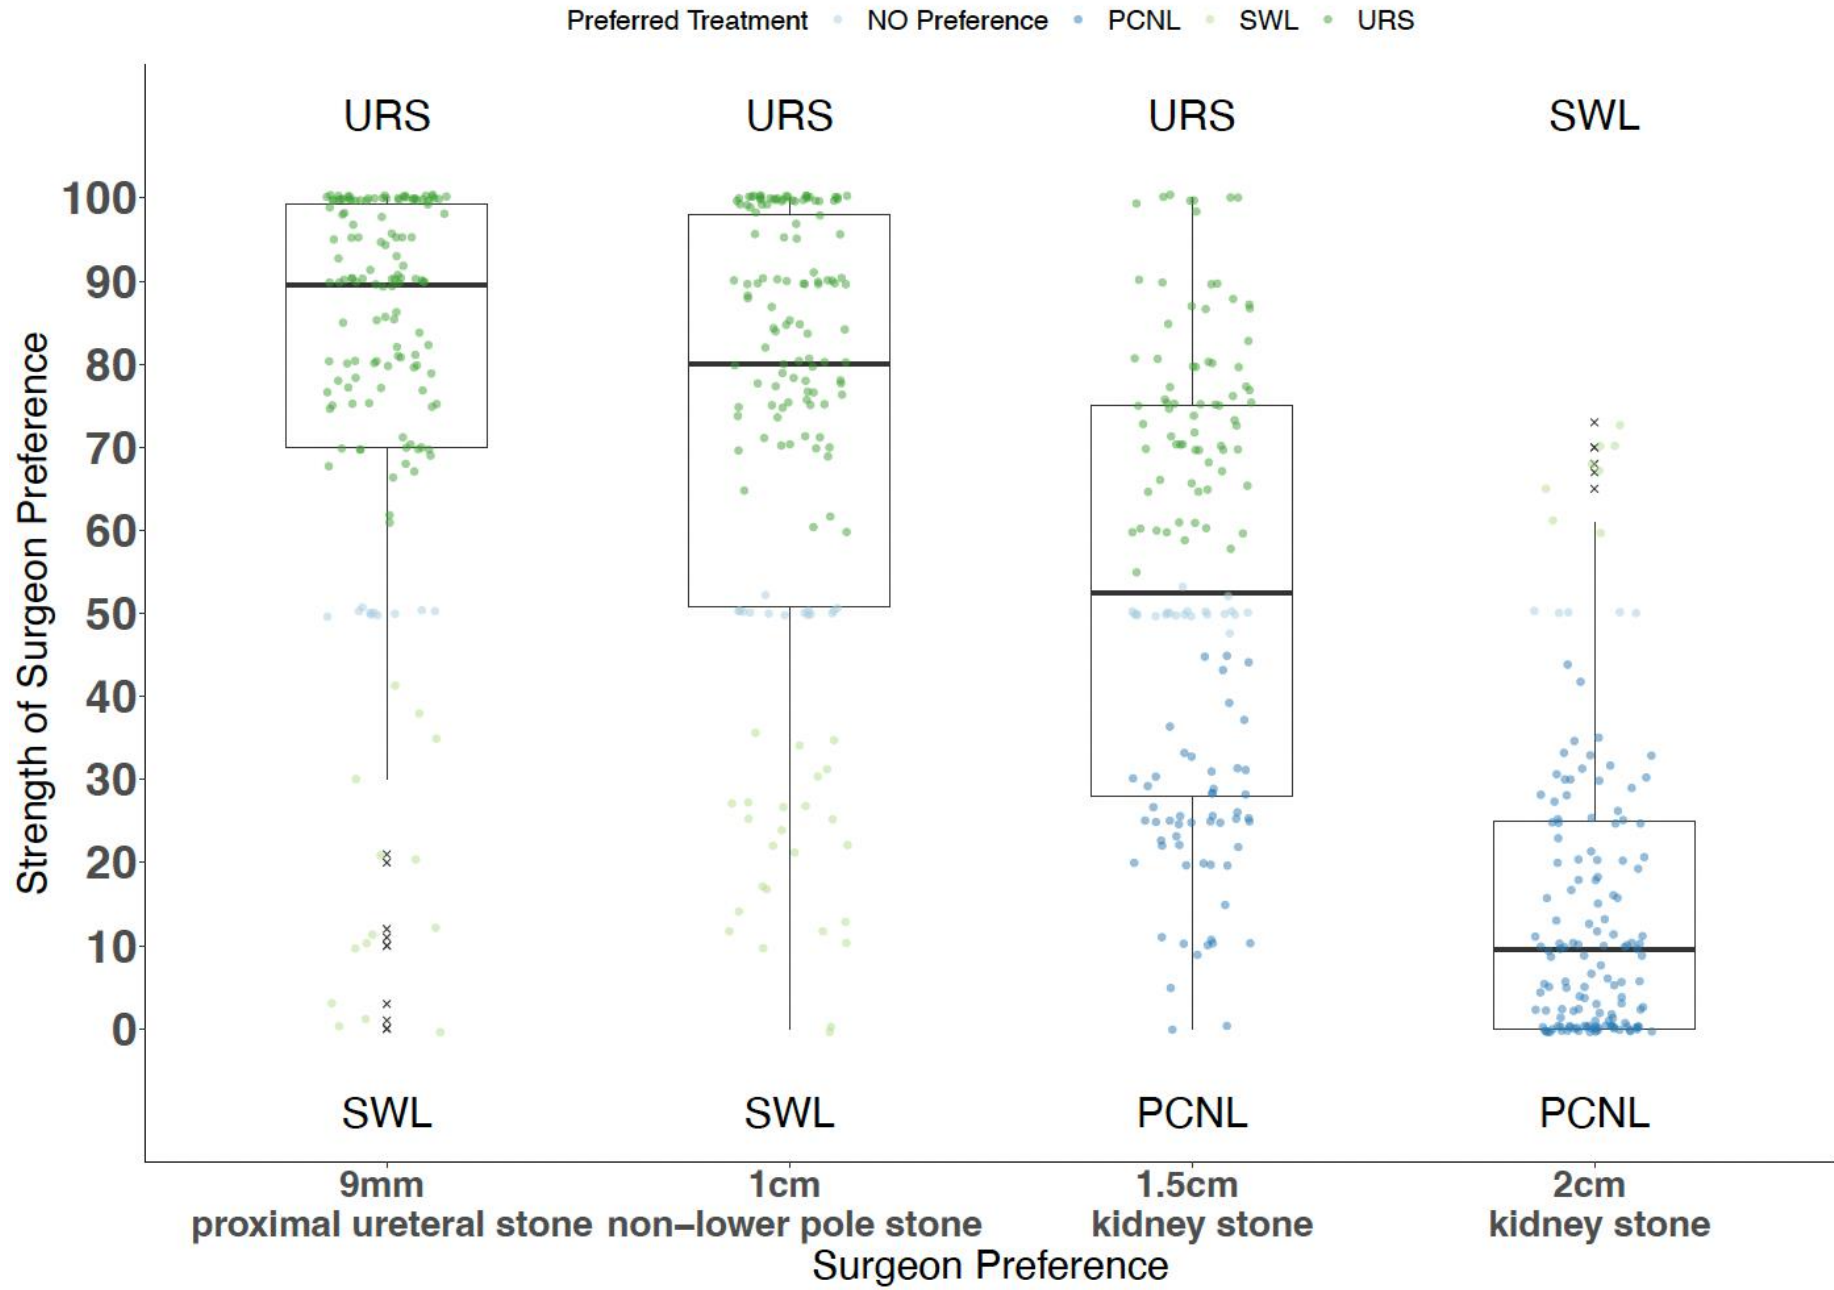 Preferred Treatment NO Preference PCNL SWL URS
URS URS URS SWL
100
90
80
70
60
50
40
30
20
10
0
Strength of Surgeon Preference
SWL SWL PCNL PCNL
9mm 1cm 1.5cm 2cm
proximal ureteral stone non–lower pole stone kidney stone kidney stone
Surgeon Preference